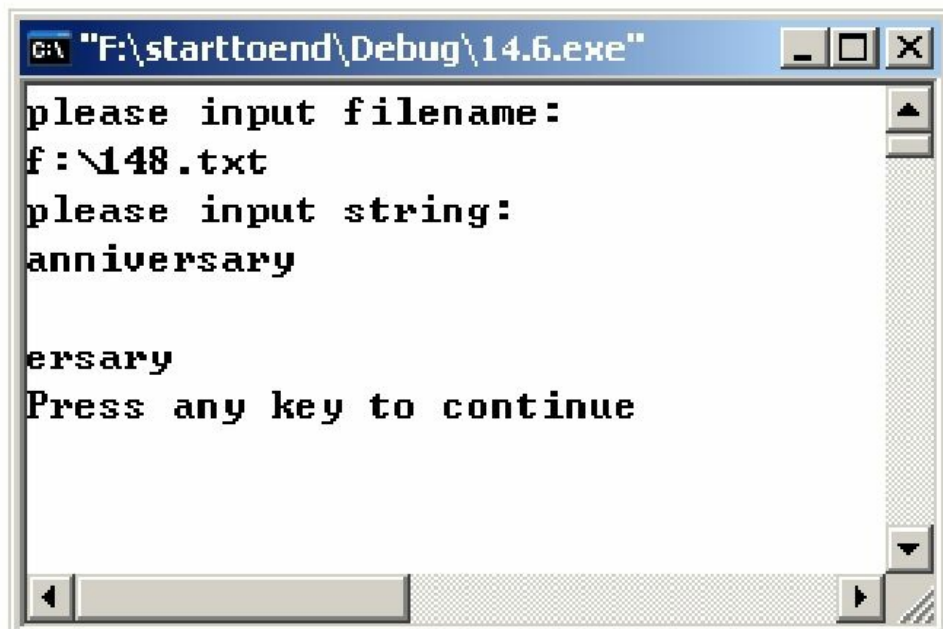 "F:\starttoend\Debug\14.6.exe"
please input filename:
f:\148.txt
please input string:
anniversary
ersary
Press any key to continue